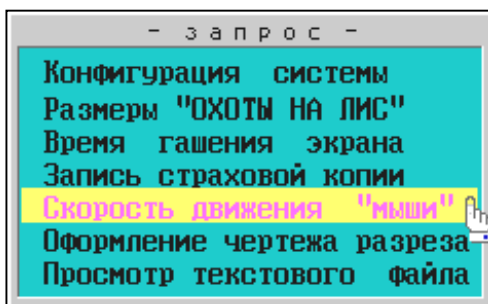 - запрос -
Конфигурация системы
Размеры "ОХОТЫ НА ЛИС"
Время гашения экрана
Запись страховой копии
Скорость движения "мыши"
Оформление чертежа разреза
Просмотр текстового файла